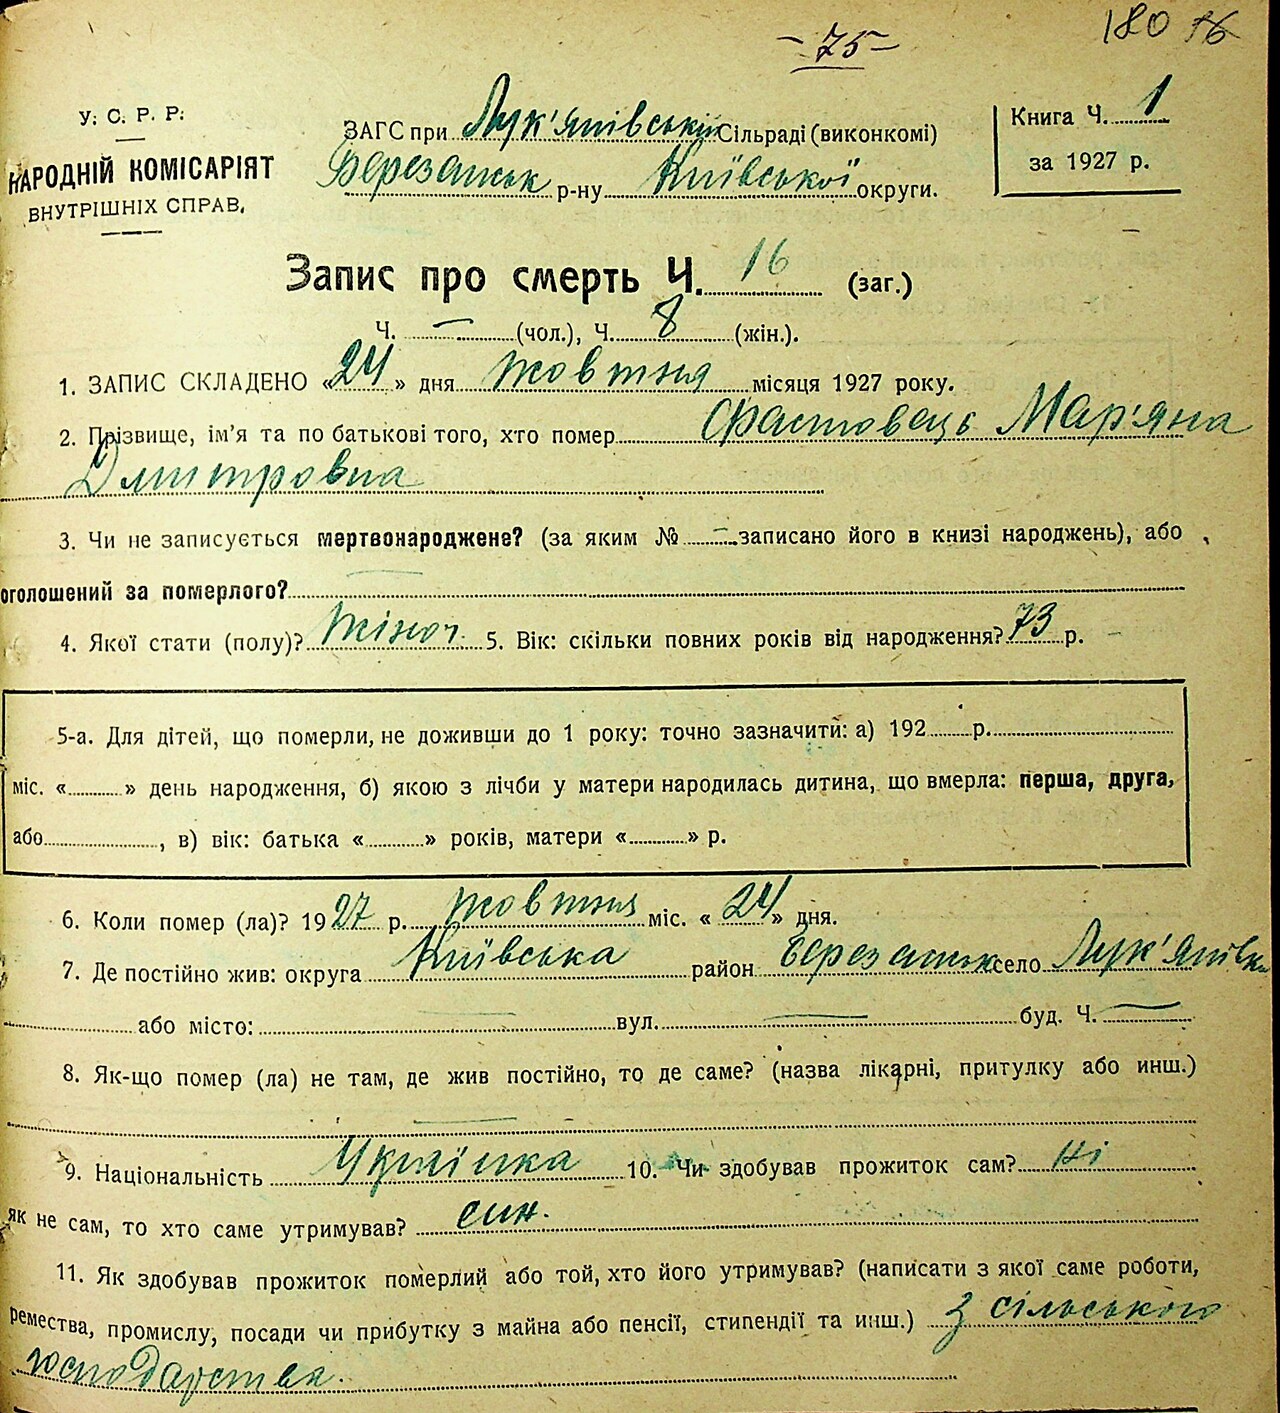 -75-
180 76
У. С. Р. Р.
НАРОДНІЙ КОМІСАРІЯТ
ВНУТРІШНІХ СПРАВ.
ЗАГС при Лук'янівській Сільраді (виконкомі)
Березанськ р-ну Київської округи.
Книга Ч. 1
за 1927 р.
Запис про смерть Ч. 16 (заг.)
Ч. — (чол.), Ч. 8 (жін.).
1. ЗАПИС СКЛАДЕНО «24» дня жовтня місяця 1927 року.
2. Прізвище, ім'я та по батькові того, хто помер Фастовець Мар'яна
Дмитровна
3. Чи не записується мертвонароджене? (за яким № — записано його в книзі народжень), або
оголошений за померлого? —
4. Якої стати (полу)? жіноч. 5. Вік: скільки повних років від народження? 73 р.
5-а. Для дітей, що померли, не доживши до 1 року: точно зазначити: а) 192 р.
міс. « » день народження, б) якою з лічби у матери народилась дитина, що вмерла: перша, друга,
або , в) вік: батька « » років, матери « » р.
6. Коли помер (ла)? 1927 р. жовтня міс. «24» дня.
7. Де постійно жив: округа Київська район Березанськ село Лук'янівка
або місто: — вул. — буд. Ч. —
8. Як-що помер (ла) не там, де жив постійно, то де саме? (назва лікарні, притулку або инш.)
—
9. Національність Українка 10. Чи здобував прожиток сам? ні
як не сам, то хто саме утримував? син.
11. Як здобував прожиток померлий або той, хто його утримував? (написати з якої саме роботи,
ремества, промислу, посади чи прибутку з майна або пенсії, стипендії та инш.) з сільського
господарства.